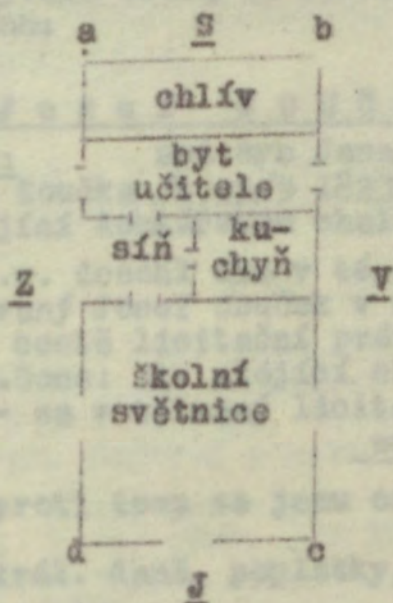 S
a b
chlív
byt
učitele
síň ku-
chyň
Z V
školní
světnice
d c
J